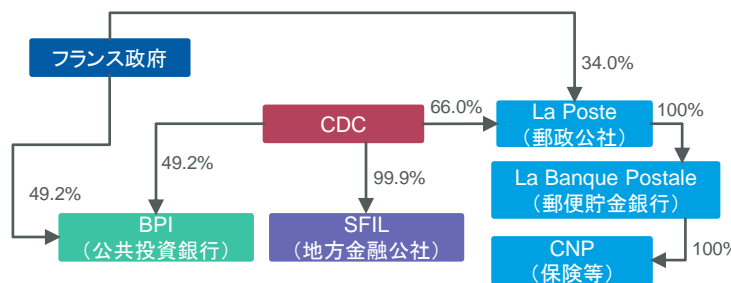 フランス政府
34.0%
CDC
66.0%
La Poste
（郵政公社）
100%
49.2%
99.9%
49.2%
La Banque Postale
（郵便貯金銀行）
BPI
（公共投資銀行）
SFIL
（地方金融公社）
CNP
（保険等）
100%